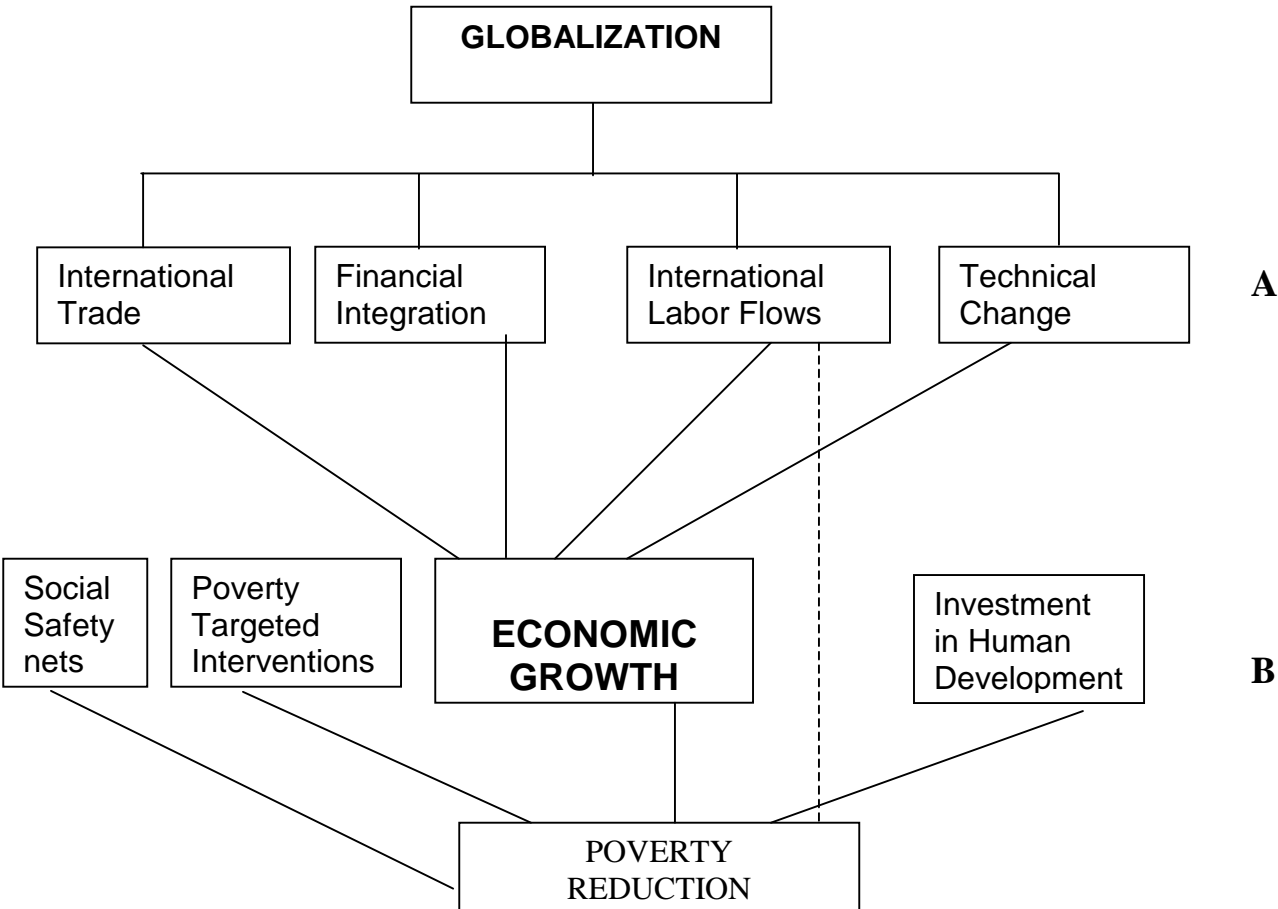 GLOBALIZATION
International
Trade
Financial
Integration
International
Labor Flows
Technical
Change
A
Social
Safety
nets
Poverty
Targeted
Interventions
ECONOMIC
GROWTH
Investment
in Human
Development
B
POVERTY
REDUCTION